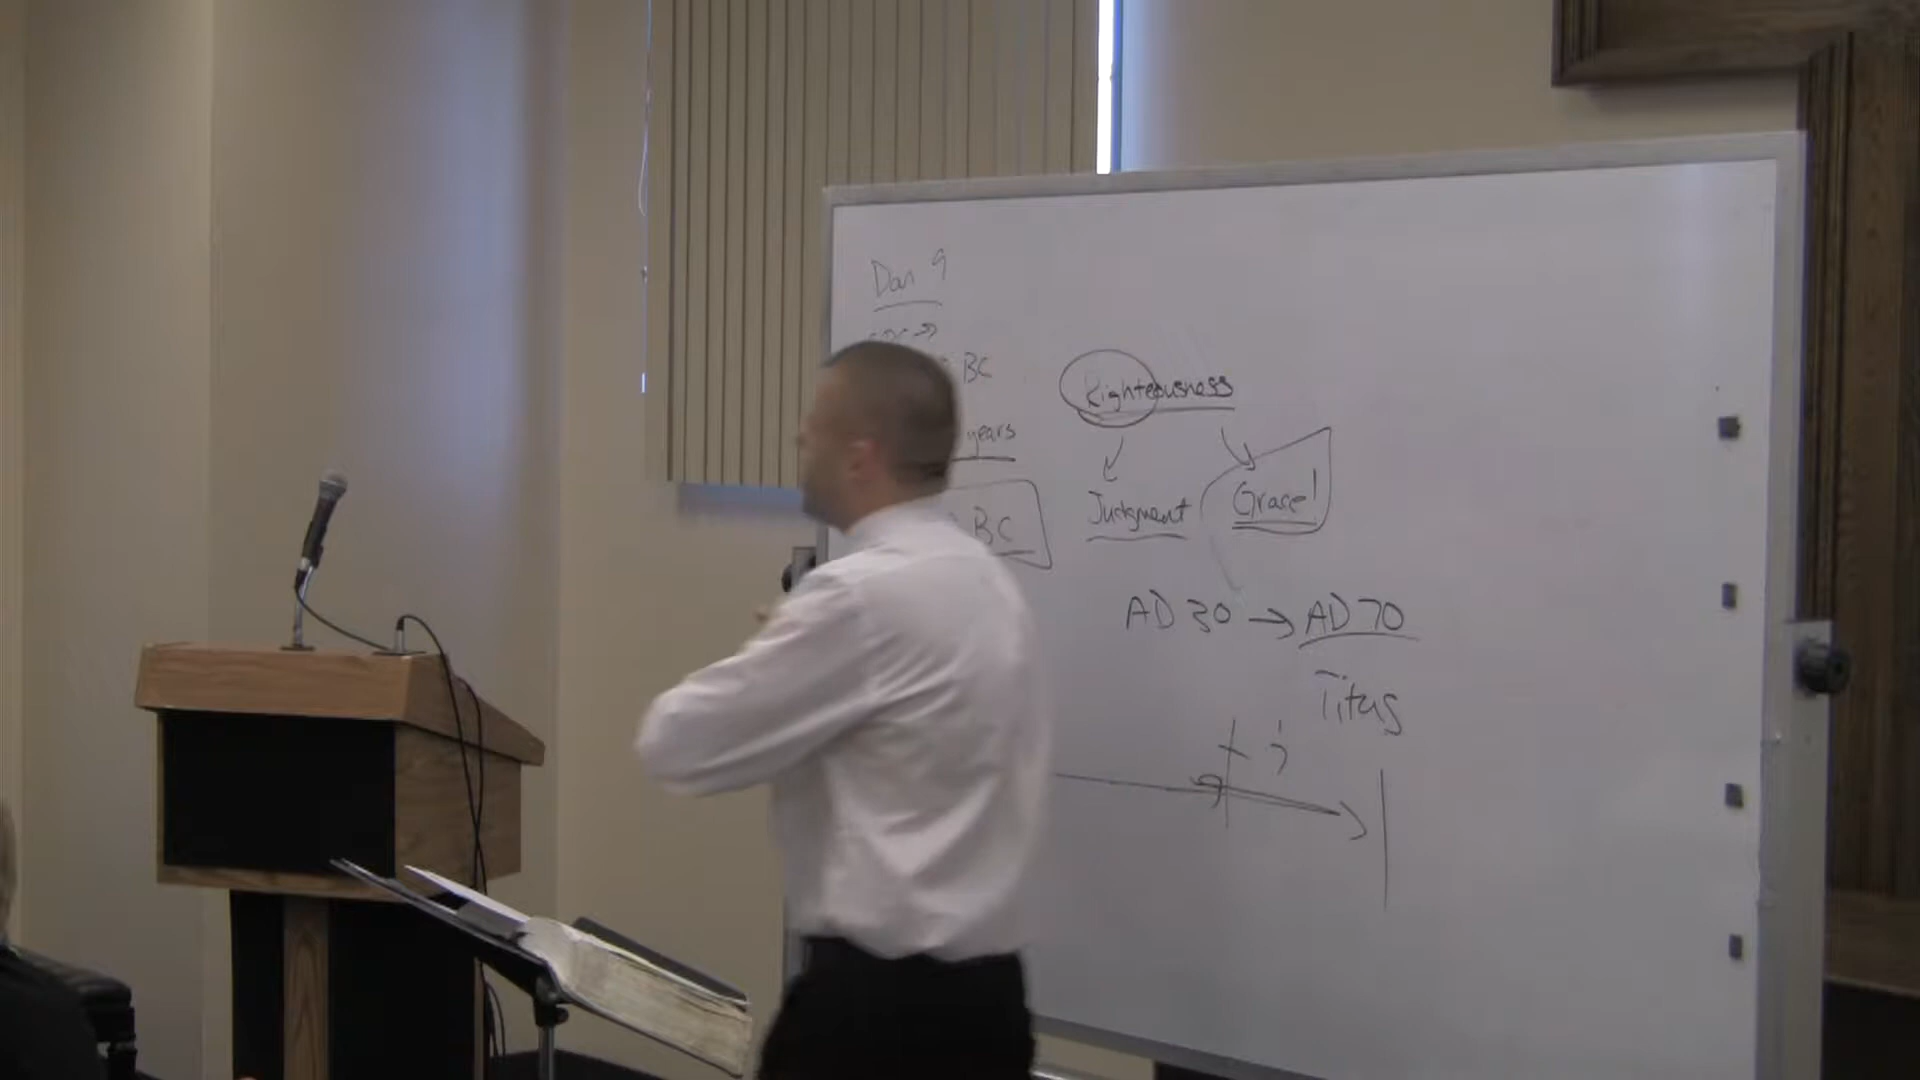 Dan 9
BC
years
BC
Righteousness
Judgment
Grace!
AD 30 → AD 70
Titus